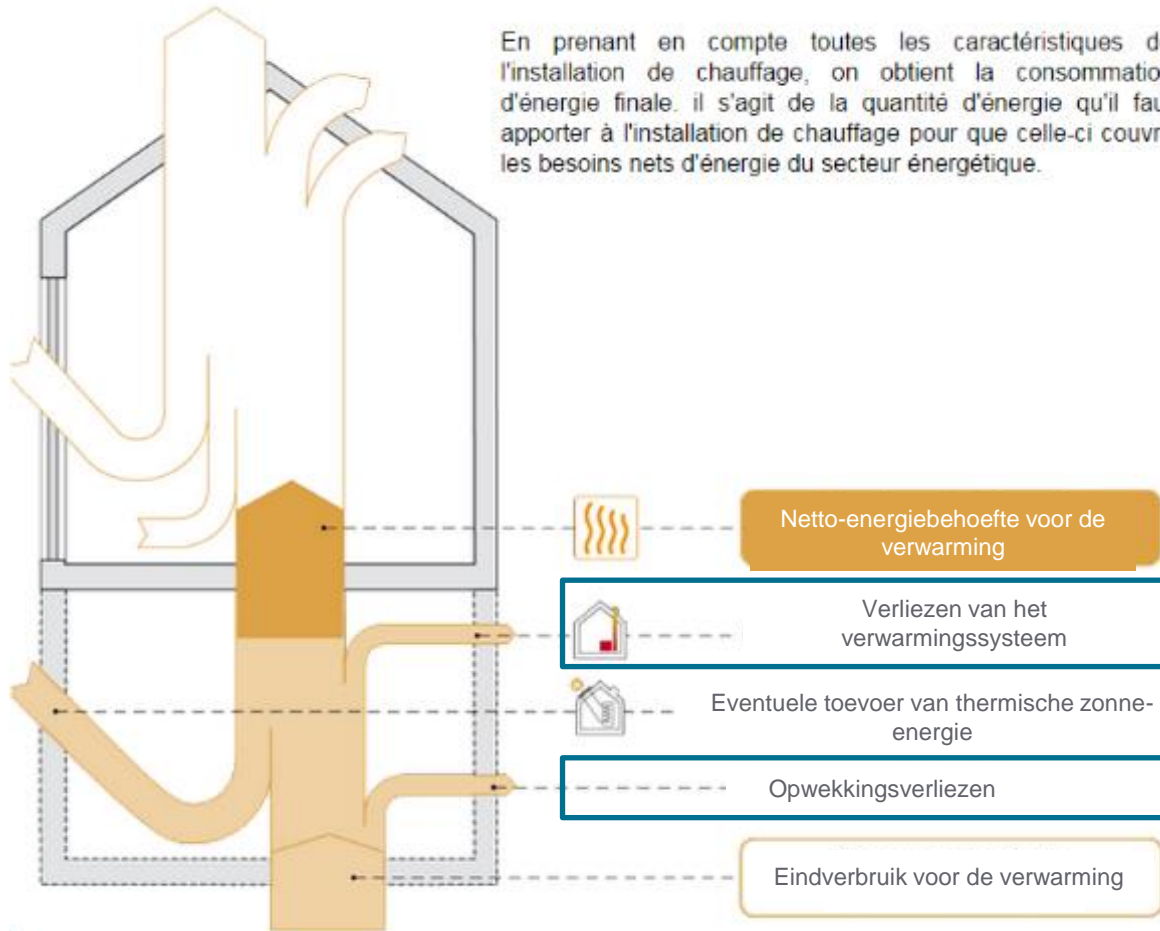 En prenant en compte toutes les caractéristiques d
l'installation de chauffage, on obtient la consommatio
d'énergie finale. il s'agit de la quantité d'énergie qu'il fau
apporter à l'installation de chauffage pour que celle-ci couvr
les besoins nets d'énergie du secteur énergétique.
Netto-energiebehoefte voor de
verwarming
Verliezen van het
verwarmingssysteem
Eventuele toevoer van thermische zonne-
energie
Opwekkingsverliezen
Eindverbruik voor de verwarming